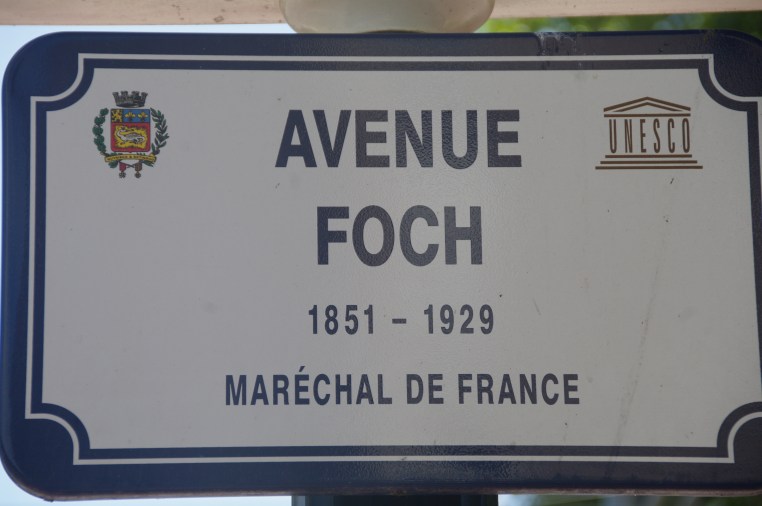 AVENUE
UNESCO
FOCH
1851 – 1929
MARÉCHAL DE FRANCE